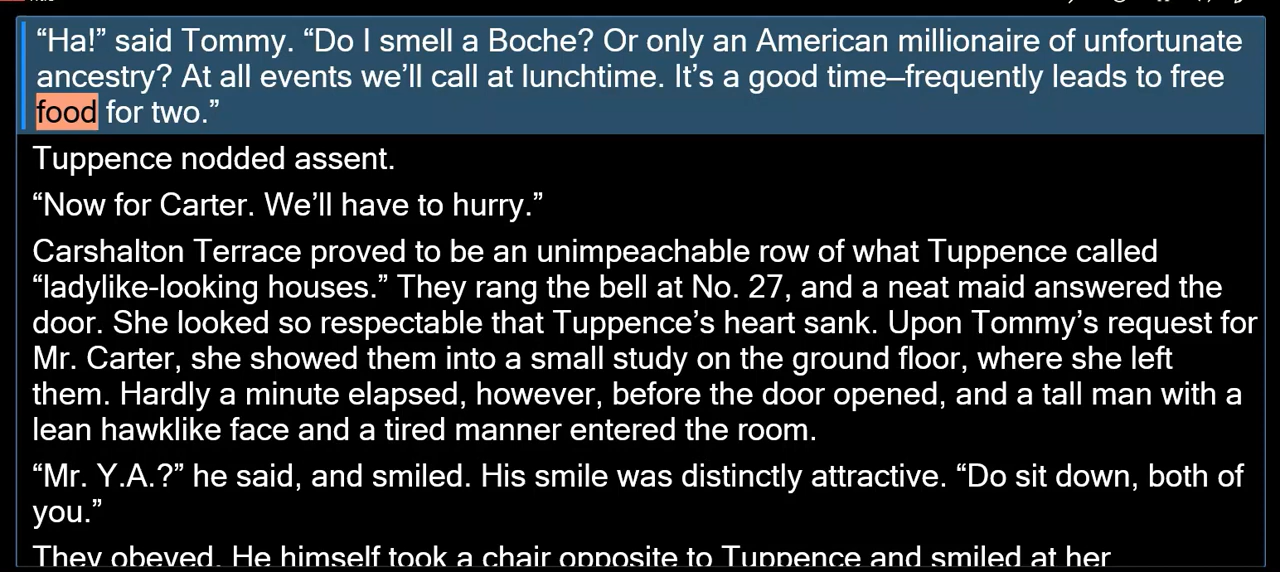 “Ha!” said Tommy. “Do I smell a Boche? Or only an American millionaire of unfortunate
ancestry? At all events we’ll call at lunchtime. It’s a good time—frequently leads to free
food for two.”
Tuppence nodded assent.
“Now for Carter. We’ll have to hurry.”
Carshalton Terrace proved to be an unimpeachable row of what Tuppence called
“ladylike-looking houses.” They rang the bell at No. 27, and a neat maid answered the
door. She looked so respectable that Tuppence’s heart sank. Upon Tommy’s request for
Mr. Carter, she showed them into a small study on the ground floor, where she left
them. Hardly a minute elapsed, however, before the door opened, and a tall man with a
lean hawklike face and a tired manner entered the room.
“Mr. Y.A.?” he said, and smiled. His smile was distinctly attractive. “Do sit down, both of
you.”
They obeyed. He himself took a chair opposite to Tuppence and smiled at her